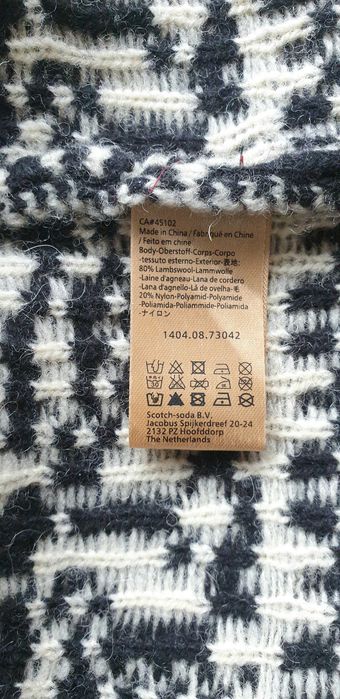 CA#45102
Made in China / Fabriqué en Chine
/ Feito em chine
Body-Oberstoff-Corps-Corpo
-tessuto esterno-Exterior-表地:
80% Lambswool-Lammwolle
-Laine d'agneau-Lana de cordero
-Lana d'agnello-Lã de ovelha-毛
20% Nylon-Polyamid-Polyamide
-Poliamida-Poliammide-Poliamida
-ナイロン
1404.08.73042
Scotch-soda B.V.
Jacobus Spijkerdreef 20-24
2132 PZ Hoofddorp
The Netherlands